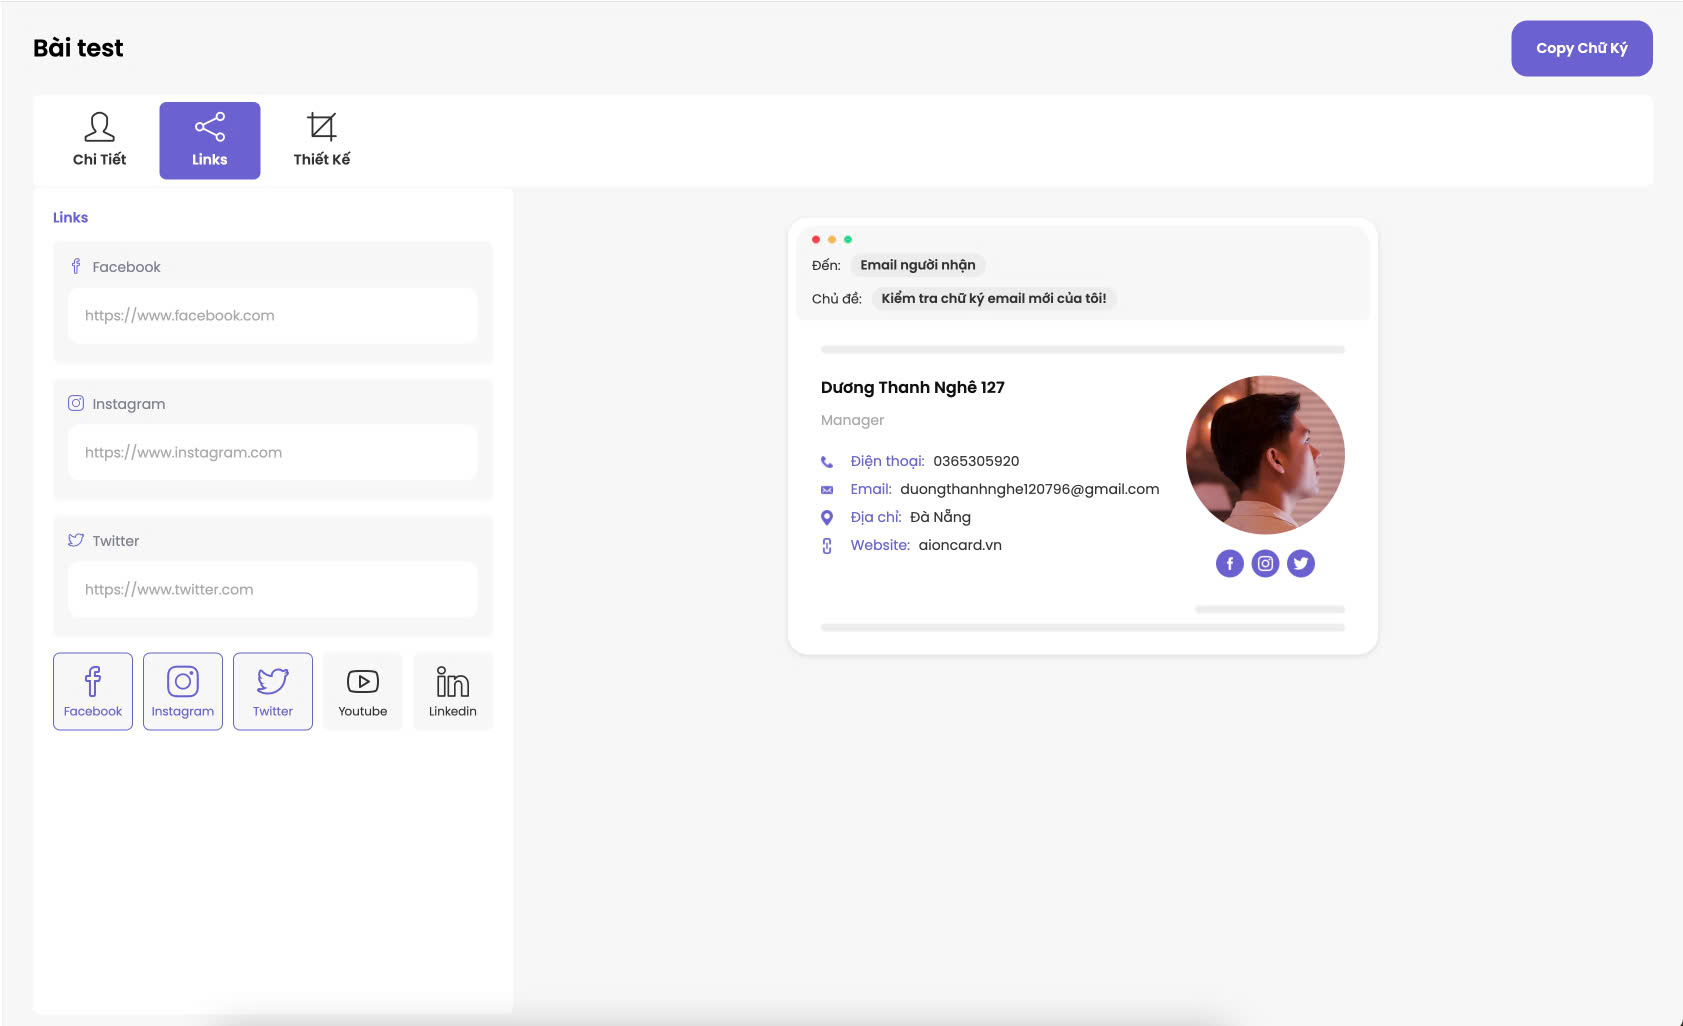 Bài test
Copy Chữ Ký
Chi Tiết
Links
Thiết Kế
Links
Facebook
https://www.facebook.com
Instagram
https://www.instagram.com
Twitter
https://www.twitter.com
Facebook
Instagram
Twitter
Youtube
Linkedin
Đến: Email người nhận
Chủ đề: Kiểm tra chữ ký email mới của tôi!
Dương Thanh Nghê 127
Manager
Điện thoại: 0365305920
Email: duongthanhnghe120796@gmail.com
Địa chỉ: Đà Nẵng
Website: aioncard.vn